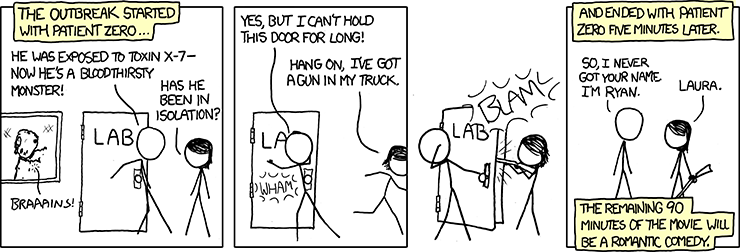 THE OUTBREAK STARTED
WITH PATIENT ZERO...
HE WAS EXPOSED TO TOXIN X-7—
NOW HE'S A BLOODTHIRSTY
MONSTER!
HAS HE
BEEN IN
ISOLATION?
LAB
BRAAAINS!
YES, BUT I CAN'T HOLD
THIS DOOR FOR LONG!
HANG ON, I'VE GOT
A GUN IN MY TRUCK.
LA
WHAM
BLAM
LAB
AND ENDED WITH PATIENT
ZERO FIVE MINUTES LATER.
SO, I NEVER
GOT YOUR NAME.
I'M RYAN.
LAURA.
THE REMAINING 90
MINUTES OF THE MOVIE WILL
BE A ROMANTIC COMEDY.